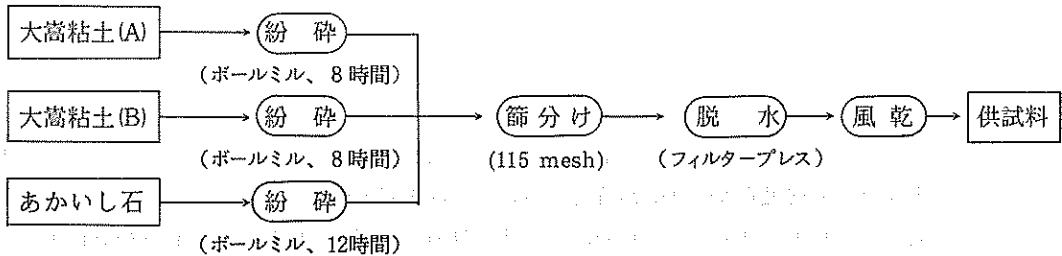 大嵩粘土(A)
紛 砕
(ボールミル、8時間)
大嵩粘土(B)
紛 砕
篩 分 け
脱 水
風 乾
供試料
(ボールミル、8時間)
(115 mesh)
(フィルタープレス)
あかいし石
紛 砕
(ボールミル、12時間)